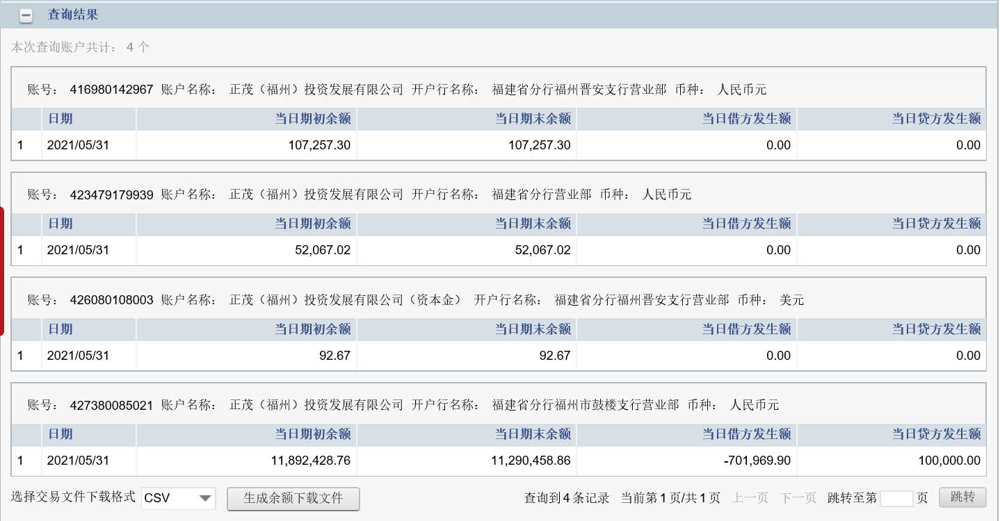 查询结果
本次查询账户共计： 4 个
账号： 416980142967 账户名称： 正茂（福州）投资发展有限公司 开户行名称： 福建省分行福州晋安支行营业部 币种： 人民币元
日期 当日期初余额 当日期末余额 当日借方发生额 当日贷方发生额
1 2021/05/31 107,257.30 107,257.30 0.00 0.00
账号： 423479179939 账户名称： 正茂（福州）投资发展有限公司 开户行名称： 福建省分行营业部 币种： 人民币元
日期 当日期初余额 当日期末余额 当日借方发生额 当日贷方发生额
1 2021/05/31 52,067.02 52,067.02 0.00 0.00
账号： 426080108003 账户名称： 正茂（福州）投资发展有限公司（资本金） 开户行名称： 福建省分行福州晋安支行营业部 币种： 美元
日期 当日期初余额 当日期末余额 当日借方发生额 当日贷方发生额
1 2021/05/31 92.67 92.67 0.00 0.00
账号： 427380085021 账户名称： 正茂（福州）投资发展有限公司 开户行名称： 福建省分行福州市鼓楼支行营业部 币种： 人民币元
日期 当日期初余额 当日期末余额 当日借方发生额 当日贷方发生额
1 2021/05/31 11,892,428.76 11,290,458.86 -701,969.90 100,000.00
选择交易文件下载格式 CSV 生成余额下载文件 查询到4条记录 当前第1页/共1页 上一页 下一页 跳转至第 页 跳转